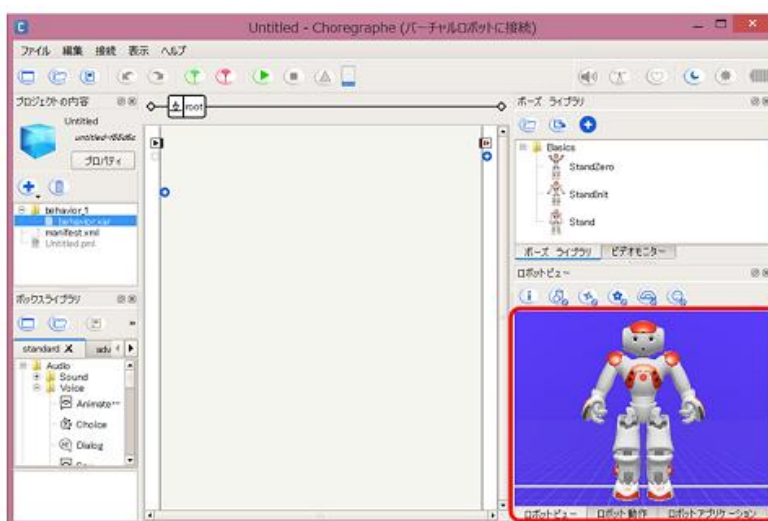 Untitled - Choregraphe (バーチャルロボットに接続)
ファイル 編集 接続 表示 ヘルプ
プロジェクトの内容
Untitled
プロパティ
behavior_1
behavior.xar
manifest.xml
Untitled.pml
ボックスライブラリ
standard X adv
Audio
Sound
Voice
Animate
Choice
Dialog
root
ポーズ ライブラリ
Basics
StandZero
StandInit
Stand
ポーズ ライブラリ ビデオモニター
ロボットビュー
ロボットビュー ロボット動作 ロボットアプリケーション